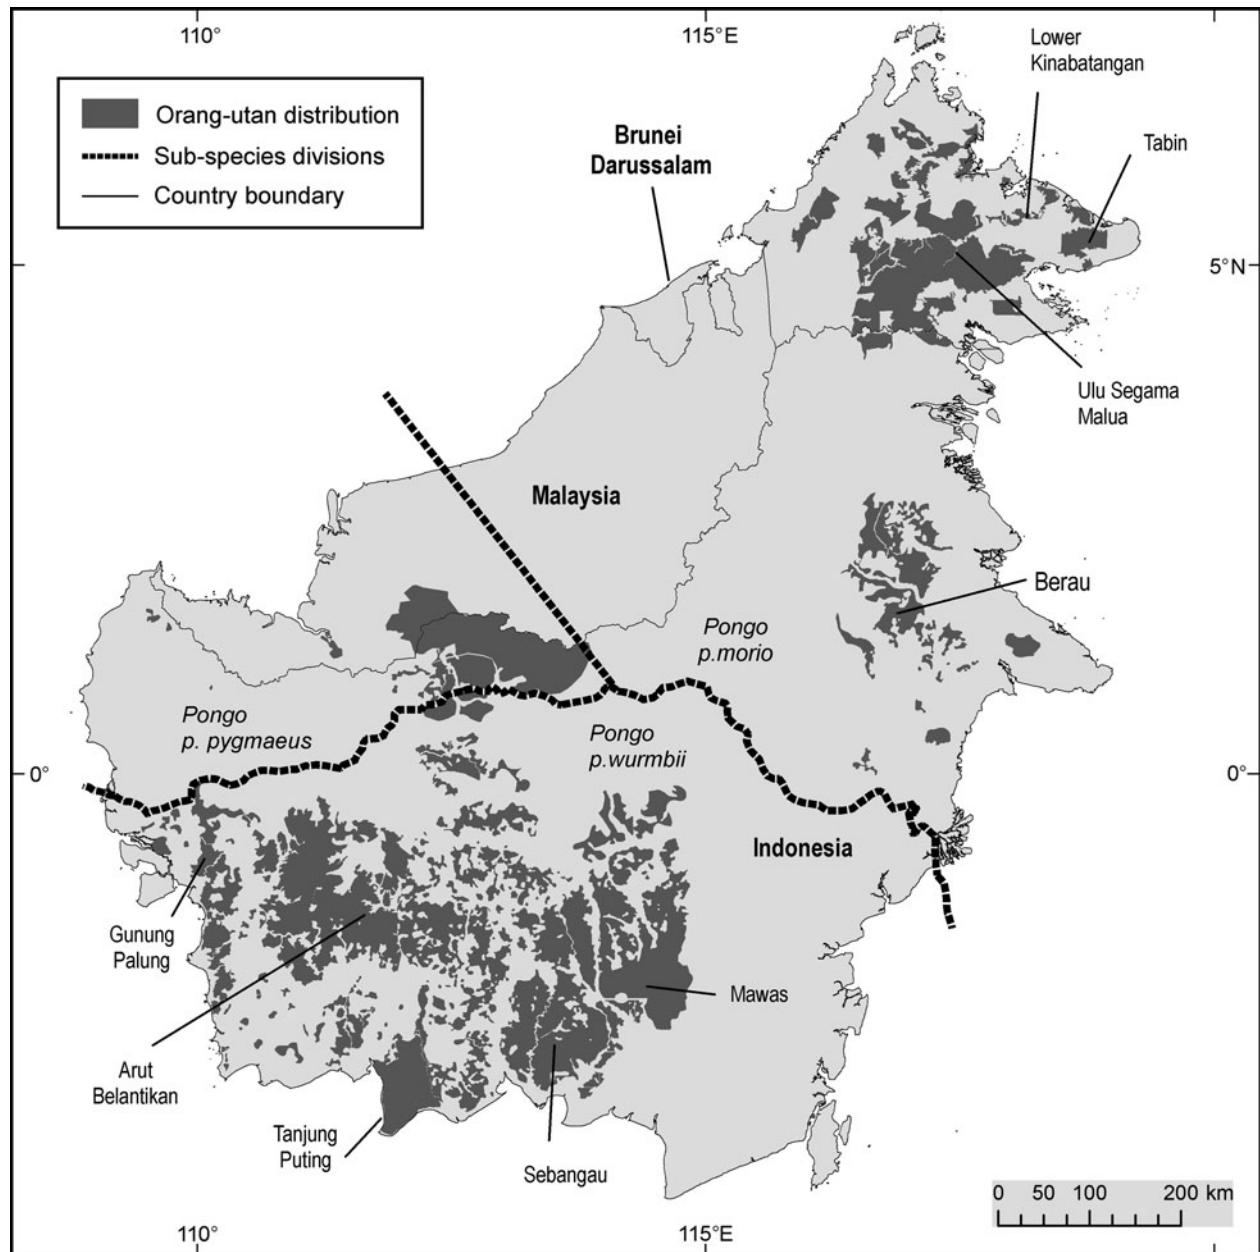 110°
115°E
Orang-utan distribution
Sub-species divisions
Country boundary
Lower
Kinabatangan
Brunei
Darussalam
Tabin
5°N
Ulu Segama
Malua
Malaysia
Berau
Pongo
p.morio
Pongo
p. pygmaeus
Pongo
p.wurmbii
0°
0°
Indonesia
Gunung
Palung
Mawas
Arut
Belantikan
Tanjung
Puting
Sebangau
0 50 100 200 km
110°
115°E